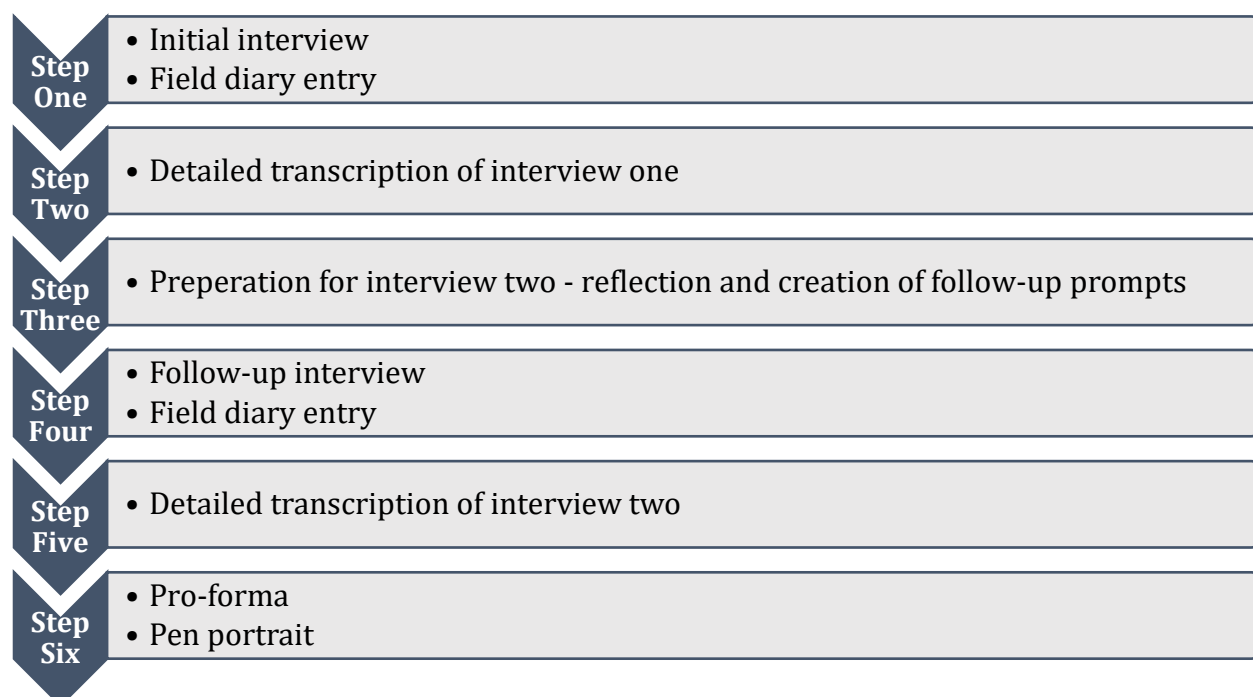 Step
One
• Initial interview
• Field diary entry
Step
Two
• Detailed transcription of interview one
Step
Three
• Preperation for interview two - reflection and creation of follow-up prompts
Step
Four
• Follow-up interview
• Field diary entry
Step
Five
• Detailed transcription of interview two
Step
Six
• Pro-forma
• Pen portrait